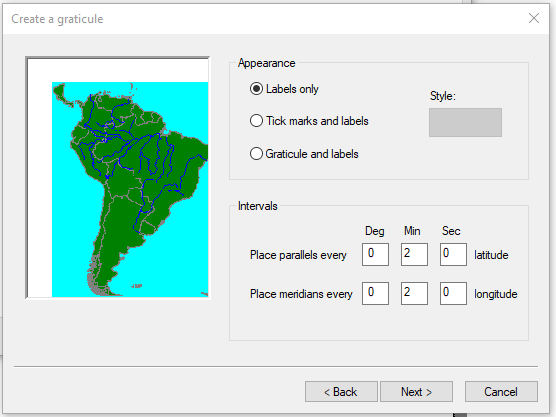 Create a graticule
Appearance
Labels only
Style:
Tick marks and labels
Graticule and labels
Intervals
Deg Min Sec
Place parallels every 0 2 0 latitude
Place meridians every 0 2 0 longitude
< Back Next > Cancel